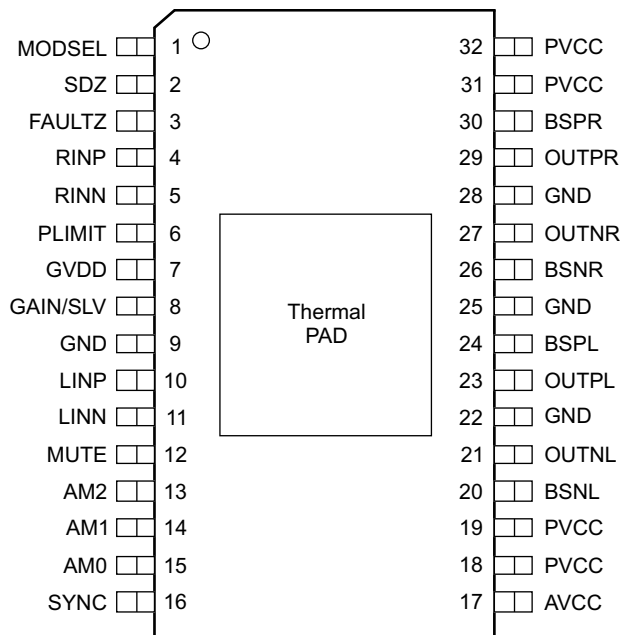 MODSEL 1 32 PVCC
SDZ 2 31 PVCC
FAULTZ 3 30 BSPR
RINP 4 29 OUTPR
RINN 5 28 GND
PLIMIT 6 27 OUTNR
GVDD 7 26 BSNR
GAIN/SLV 8 25 GND
Thermal
PAD
GND 9 24 BSPL
LINP 10 23 OUTPL
LINN 11 22 GND
MUTE 12 21 OUTNL
AM2 13 20 BSNL
AM1 14 19 PVCC
AM0 15 18 PVCC
SYNC 16 17 AVCC